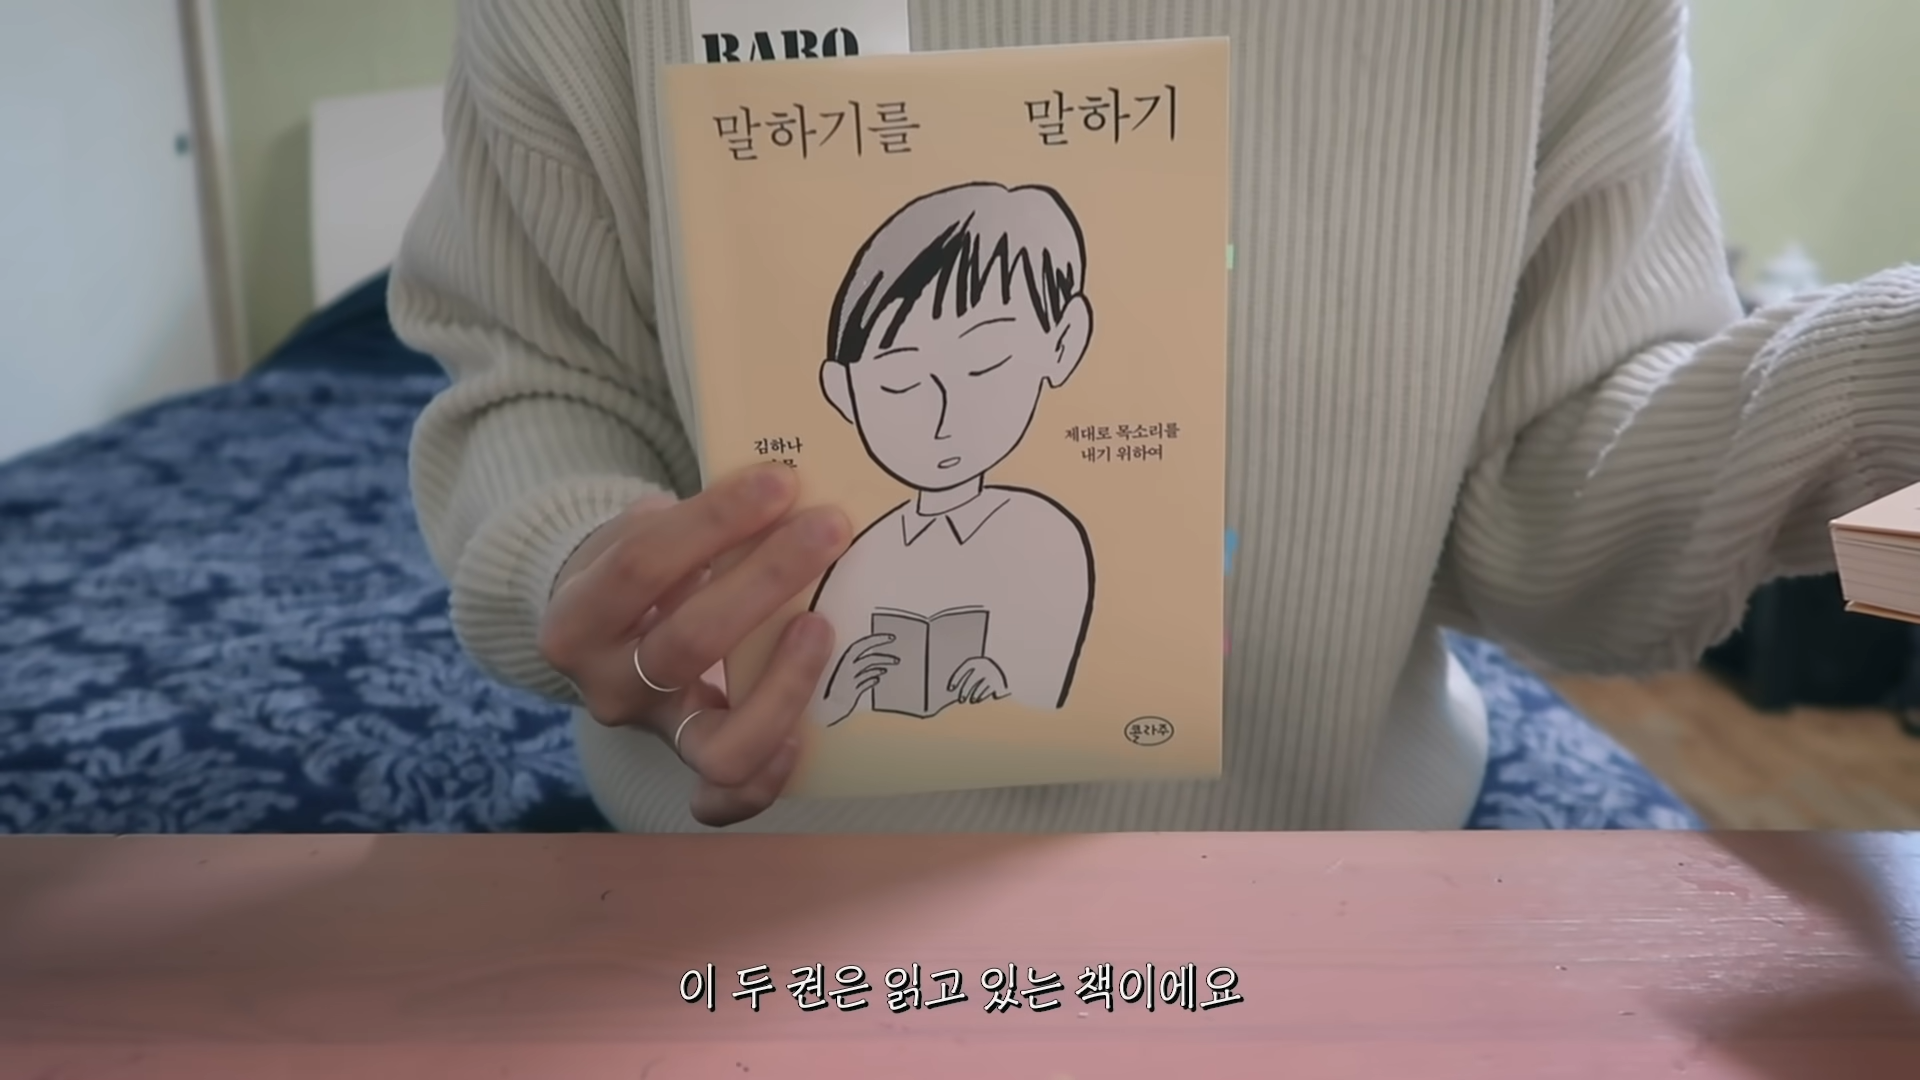 BABO
말하기를 말하기
김하나
제대로 목소리를
내기 위하여
콜라주
이 두 권은 읽고 있는 책이에요